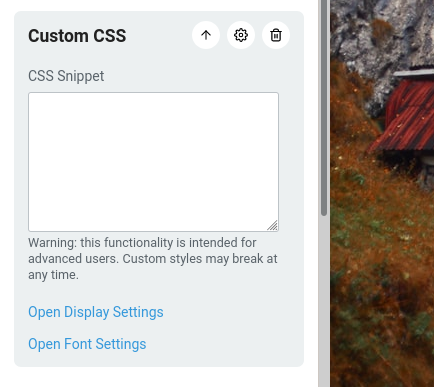 Custom CSS
CSS Snippet
Warning: this functionality is intended for
advanced users. Custom styles may break at
any time.
Open Display Settings
Open Font Settings